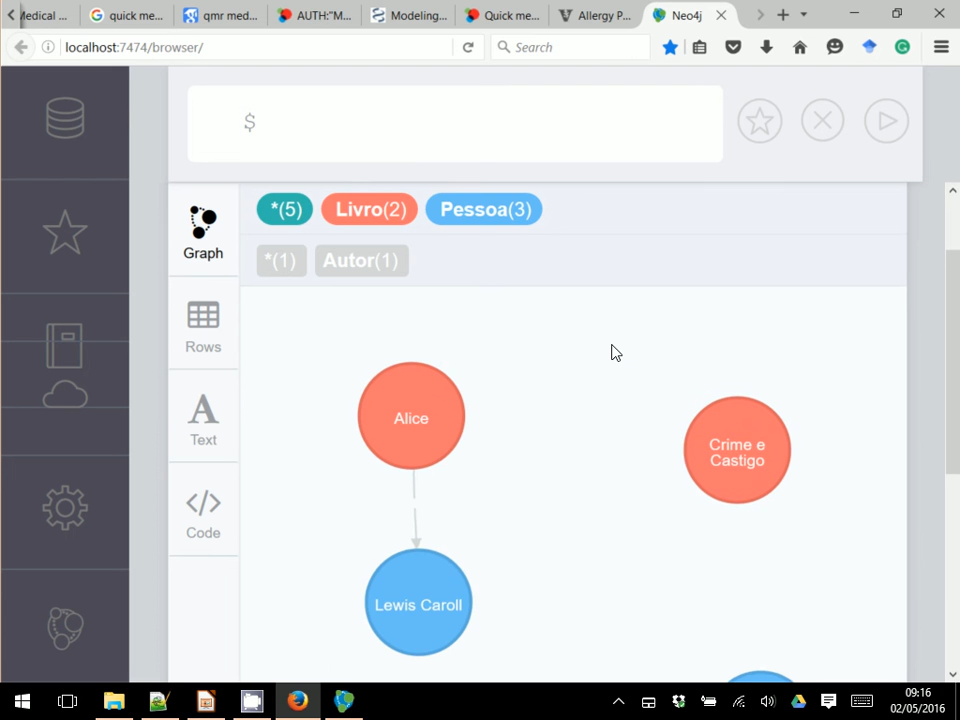 Medical ...
quick me...
qmr med...
AUTH:"M...
Modeling...
Quick me...
Allergy P...
Neo4j
localhost:7474/browser/
Search
$
*(5) Livro(2) Pessoa(3)
Graph
*(1) Autor(1)
Rows
Text
Code
Alice
Crime e
Castigo
Lewis Caroll
09:16
02/05/2016